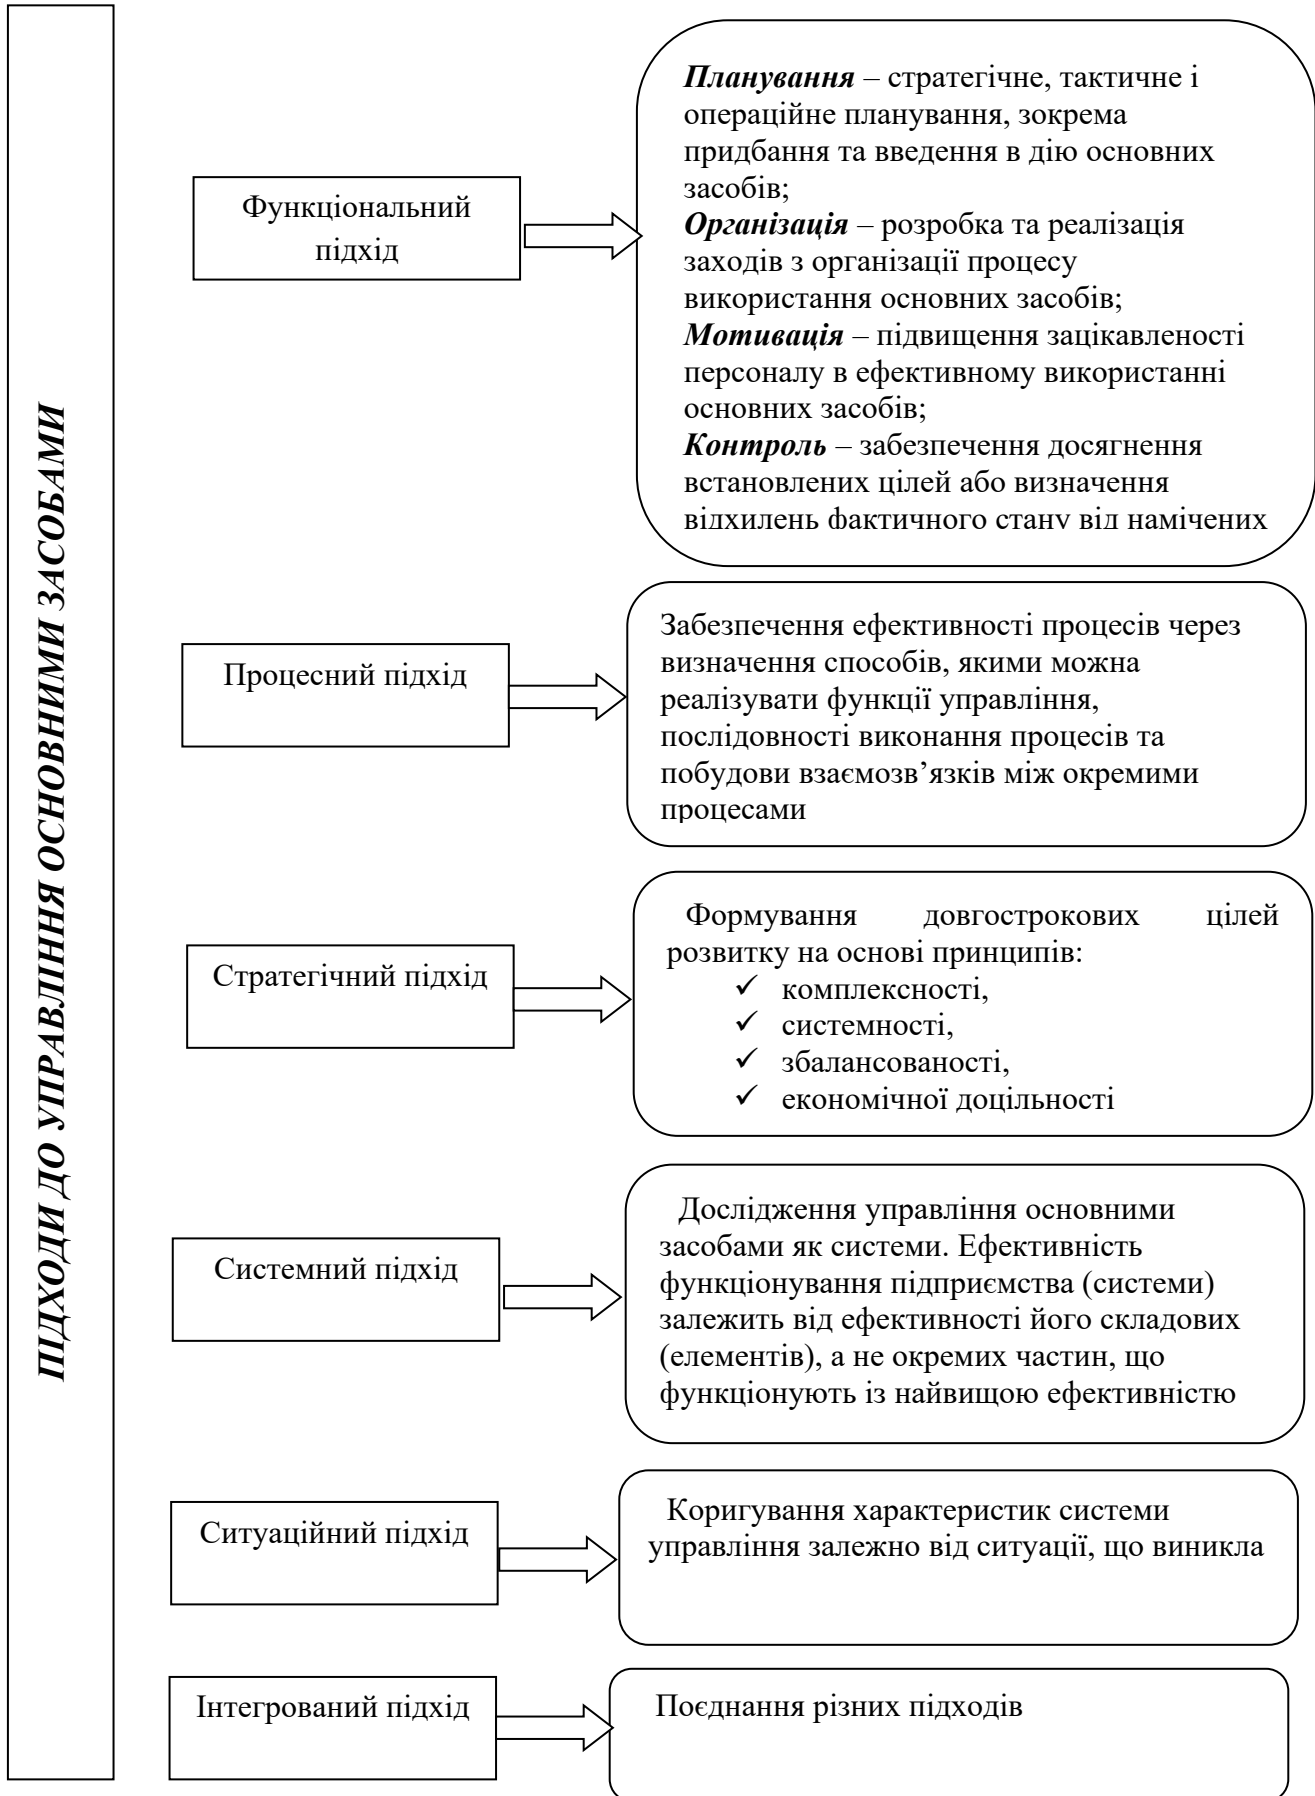 ПІДХОДИ ДО УПРАВЛІННЯ ОСНОВНИМИ ЗАСОБАМИ
Функціональний
підхід
Планування – стратегічне, тактичне і
операційне планування, зокрема
придбання та введення в дію основних
засобів;
Організація – розробка та реалізація
заходів з організації процесу
використання основних засобів;
Мотивація – підвищення зацікавленості
персоналу в ефективному використанні
основних засобів;
Контроль – забезпечення досягнення
встановлених цілей або визначення
відхилень фактичного стану від намічених
Процесний підхід
Забезпечення ефективності процесів через
визначення способів, якими можна
реалізувати функції управління,
послідовності виконання процесів та
побудови взаємозв’язків між окремими
процесами
Стратегічний підхід
Формування довгострокових цілей
розвитку на основі принципів:
✓ комплексності,
✓ системності,
✓ збалансованості,
✓ економічної доцільності
Системний підхід
Дослідження управління основними
засобами як системи. Ефективність
функціонування підприємства (системи)
залежить від ефективності його складових
(елементів), а не окремих частин, що
функціонують із найвищою ефективністю
Ситуаційний підхід
Коригування характеристик системи
управління залежно від ситуації, що виникла
Інтегрований підхід
Поєднання різних підходів